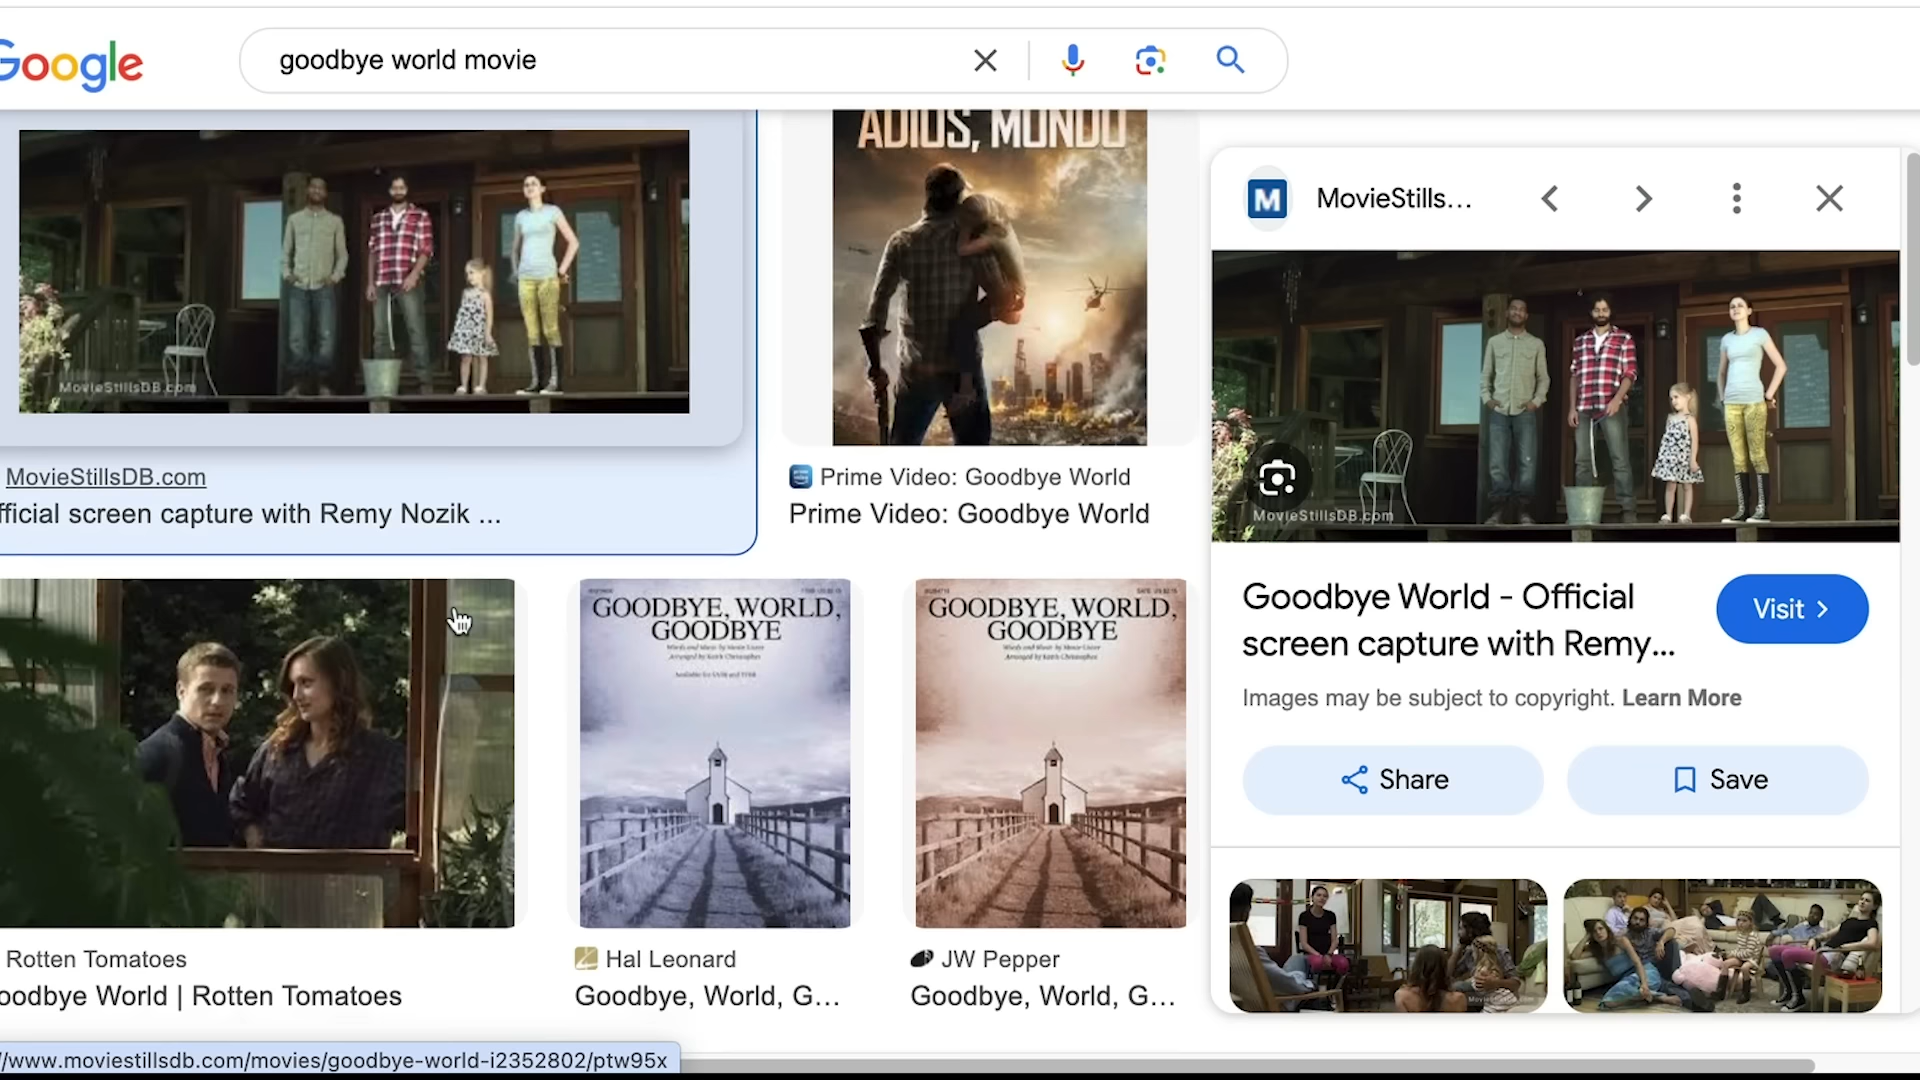 Google
goodbye world movie
MovieStillsDB.com
MovieStillsDB.com
fficial screen capture with Remy Nozik ...
ADIOS, MUNDO
Prime Video: Goodbye World
Prime Video: Goodbye World
Rotten Tomatoes
oodbye World | Rotten Tomatoes
GOODBYE, WORLD,
GOODBYE
Hal Leonard
Goodbye, World, G...
GOODBYE, WORLD,
GOODBYE
JW Pepper
Goodbye, World, G...
M MovieStills...
MovieStillsDB.com
Goodbye World - Official
screen capture with Remy...
Visit
Images may be subject to copyright. Learn More
Share
Save
/www.moviestillsdb.com/movies/goodbye-world-i2352802/ptw95x